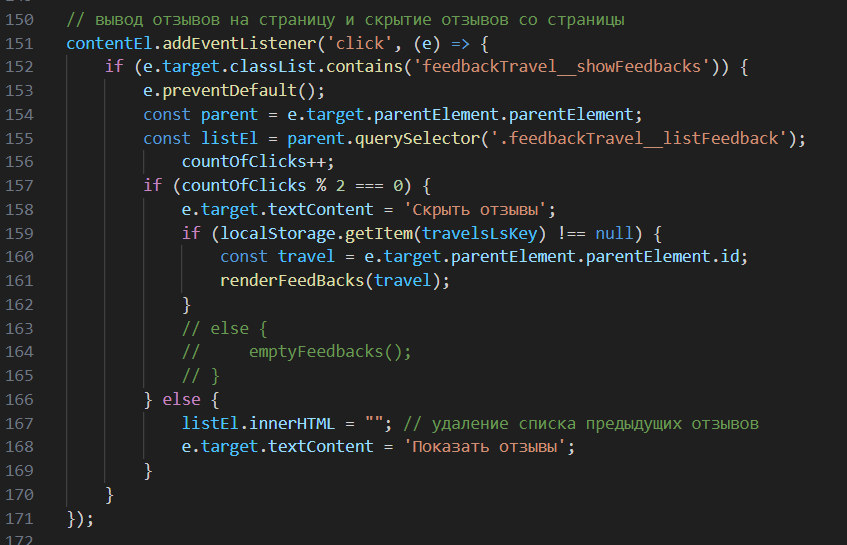 150 // вывод отзывов на страницу и скрытие отзывов со страницы
151 contentEl.addEventListener('click', (e) => {
152     if (e.target.classList.contains('feedbackTravel__showFeedbacks')) {
153         e.preventDefault();
154         const parent = e.target.parentElement.parentElement;
155         const listEl = parent.querySelector('.feedbackTravel__listFeedback');
156             countOfClicks++;
157         if (countOfClicks % 2 === 0) {
158             e.target.textContent = 'Скрыть отзывы';
159             if (localStorage.getItem(travelsLsKey) !== null) {
160                 const travel = e.target.parentElement.parentElement.id;
161                 renderFeedBacks(travel);
162             }
163             // else {
164             //     emptyFeedbacks();
165             // }
166         } else {
167             listEl.innerHTML = ""; // удаление списка предыдущих отзывов
168             e.target.textContent = 'Показать отзывы';
169         }
170     }
171 });
172